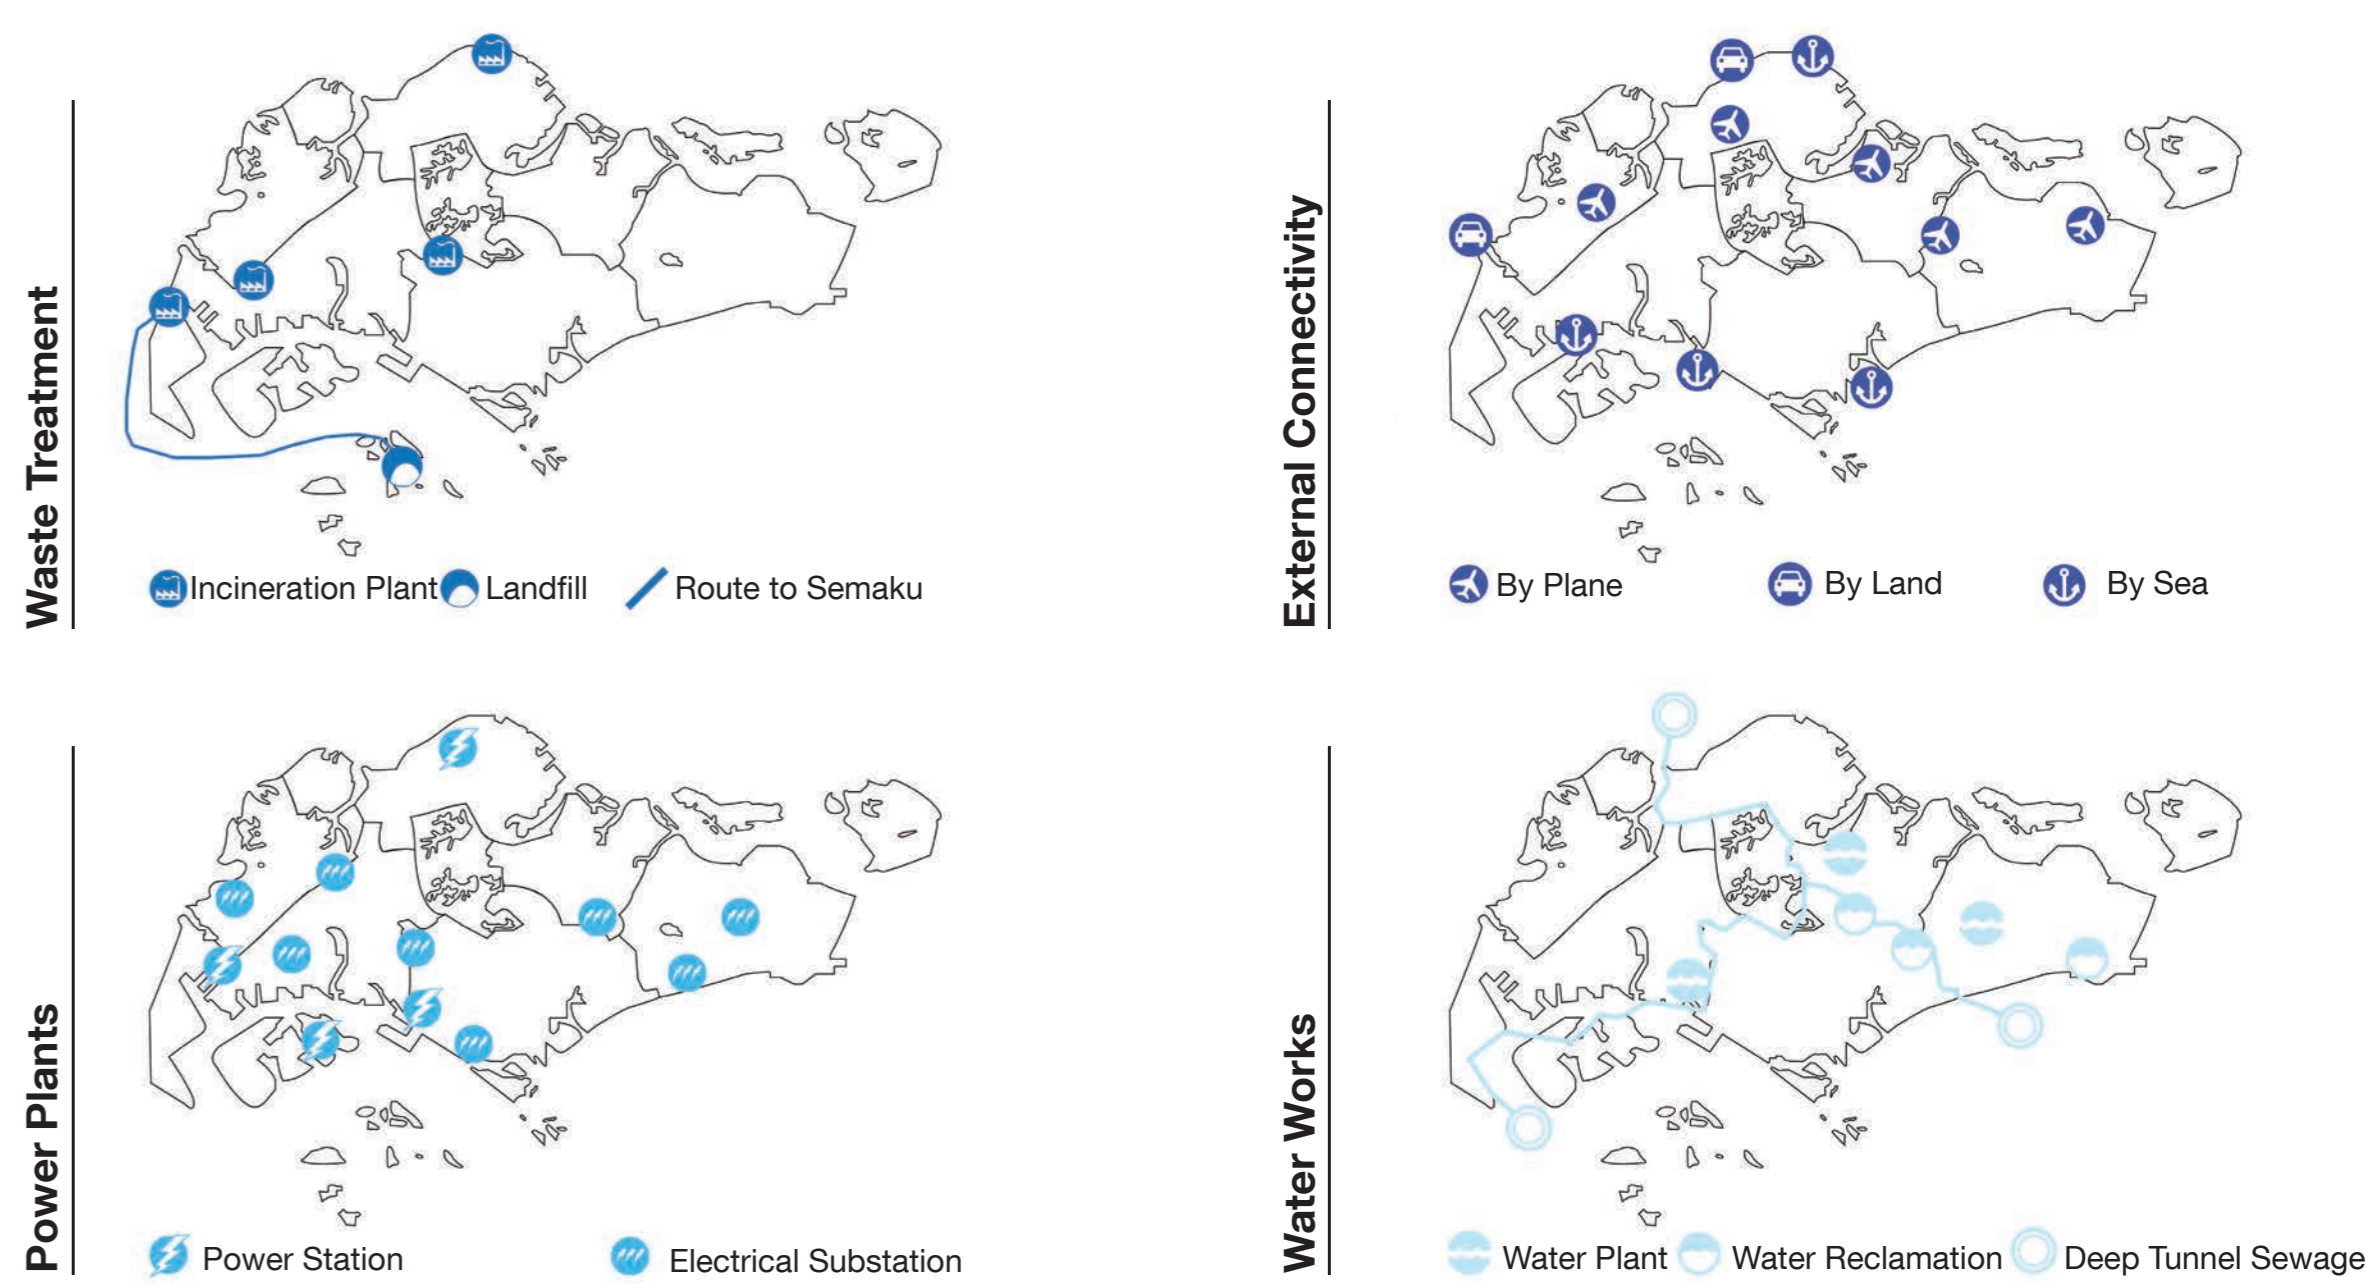 Waste Treatment
Incineration Plant
Landfill
Route to Semaku
External Connectivity
By Plane
By Land
By Sea
Power Plants
Power Station
Electrical Substation
Water Works
Water Plant
Water Reclamation
Deep Tunnel Sewage